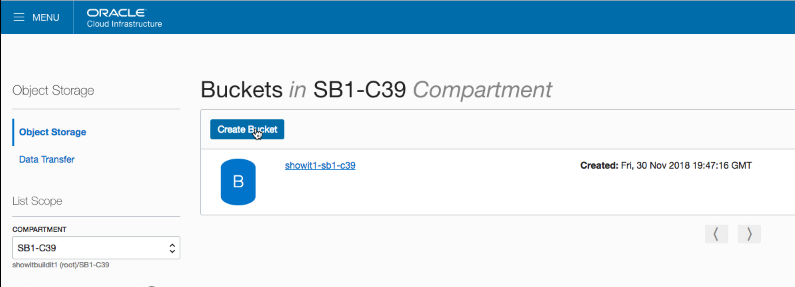 MENU
ORACLE
Cloud Infrastructure
Object Storage
Object Storage
Data Transfer
List Scope
COMPARTMENT
SB1-C39
showitbuildit1 (root)/SB1-C39
Buckets in SB1-C39 Compartment
Create Bucket
B
showit1-sb1-c39
Created: Fri, 30 Nov 2018 19:47:16 GMT